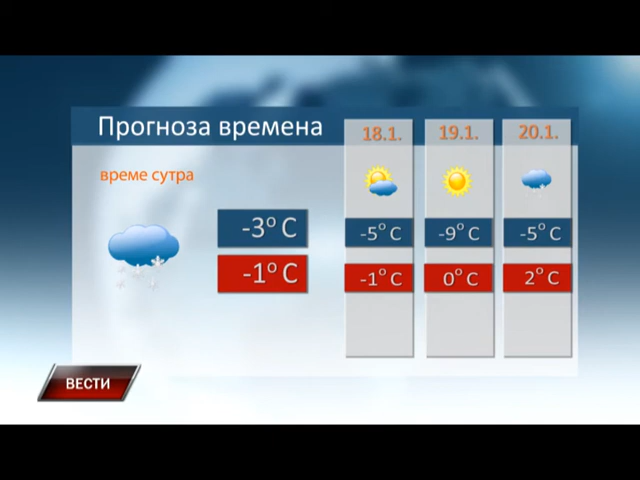 Прогноза времена
време сутра
-3° C
-1° C
18.1.
-5° C
-1° C
19.1.
-9° C
0° C
20.1.
-5° C
2° C
ВЕСТИ